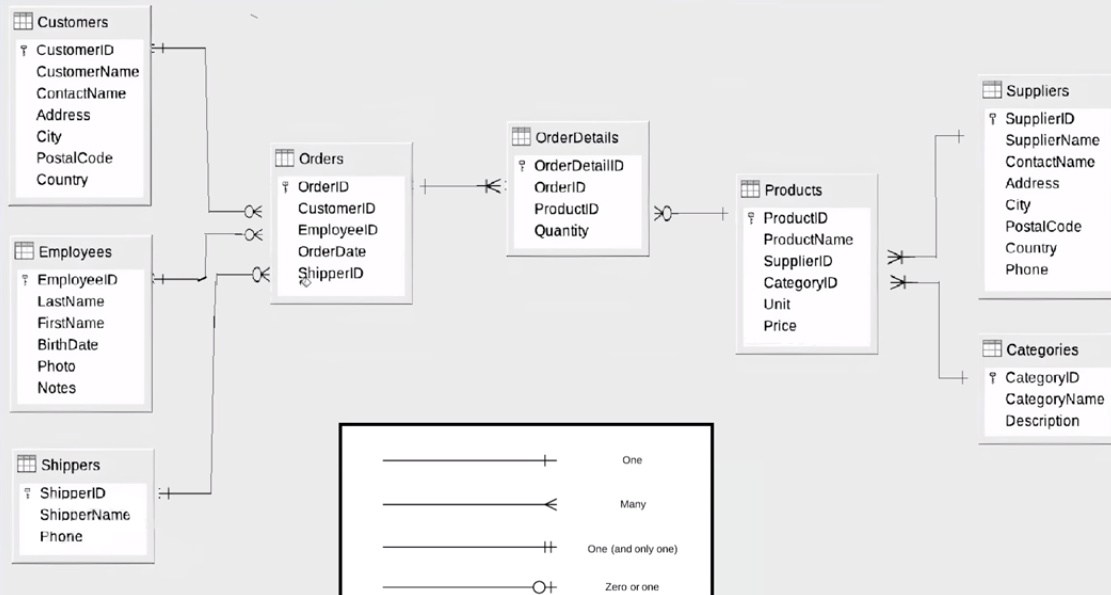 Customers
CustomerID
CustomerName
ContactName
Address
City
PostalCode
Country
Employees
EmployeeID
LastName
FirstName
BirthDate
Photo
Notes
Shippers
ShipperID
ShipperName
Phone
Orders
OrderID
CustomerID
EmployeeID
OrderDate
ShipperID
OrderDetails
OrderDetailID
OrderID
ProductID
Quantity
Products
ProductID
ProductName
SupplierID
CategoryID
Unit
Price
Suppliers
SupplierID
SupplierName
ContactName
Address
City
PostalCode
Country
Phone
Categories
CategoryID
CategoryName
Description
One
Many
One (and only one)
Zero or one